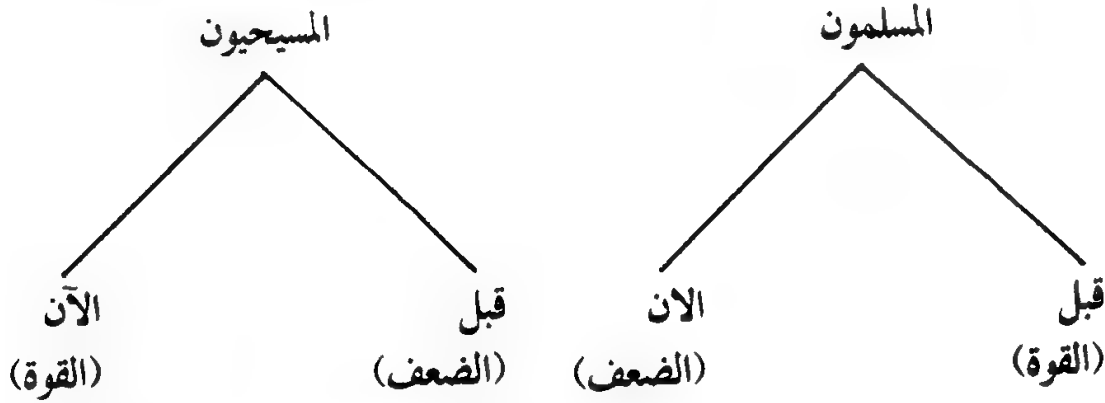 المسلمون
المسيحيون
قبل
الان
قبل
الآن
(القوة)
(الضعف)
(الضعف)
(القوة)